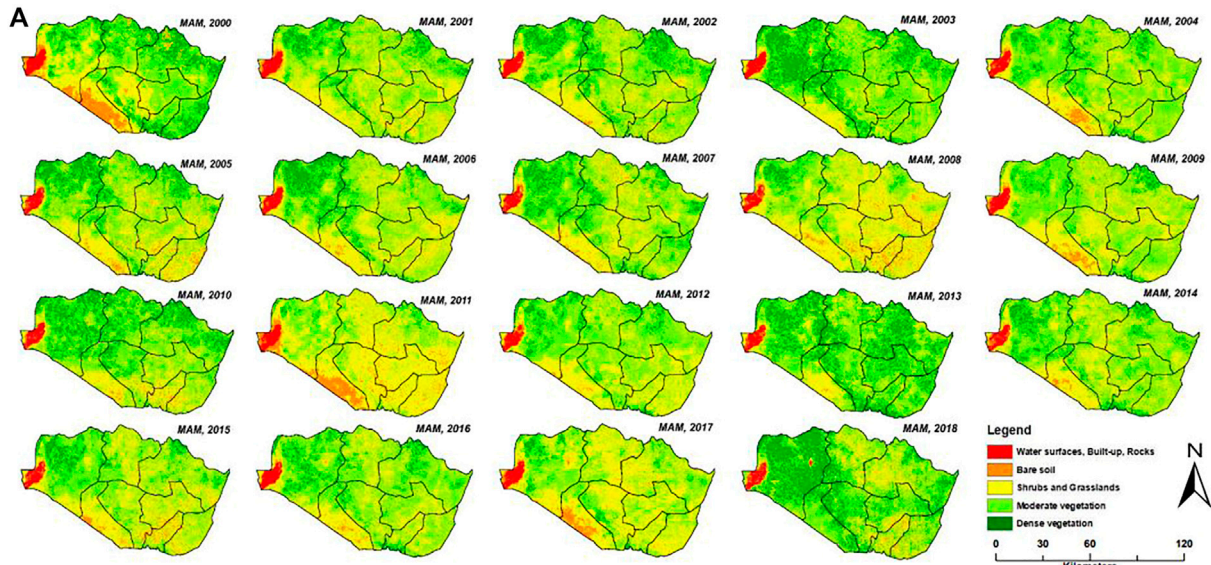 A
MAM, 2000
MAM, 2001
MAM, 2002
MAM, 2003
MAM, 2004
MAM, 2005
MAM, 2006
MAM, 2007
MAM, 2008
MAM, 2009
MAM, 2010
MAM, 2011
MAM, 2012
MAM, 2013
MAM, 2014
MAM, 2015
MAM, 2016
MAM, 2017
MAM, 2018
Legend
Water surfaces, Built-up, Rocks
Bare soil
Shrubs and Grasslands
Moderate vegetation
Dense vegetation
N
0 30 60 120
Kilometers